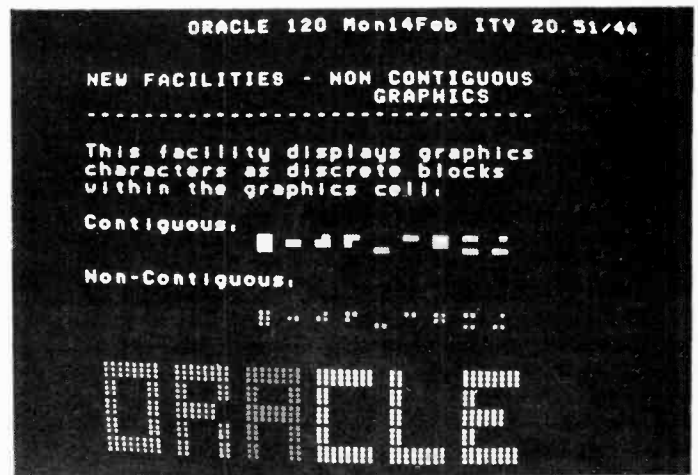 ORACLE 120 Mon14Feb ITV 20.51/44
NEW FACILITIES - NON CONTIGUOUS
GRAPHICS
This facility displays graphics
characters as discrete blocks
within the graphics cell.
Contiguous.
Non-Contiguous.
ORACLE